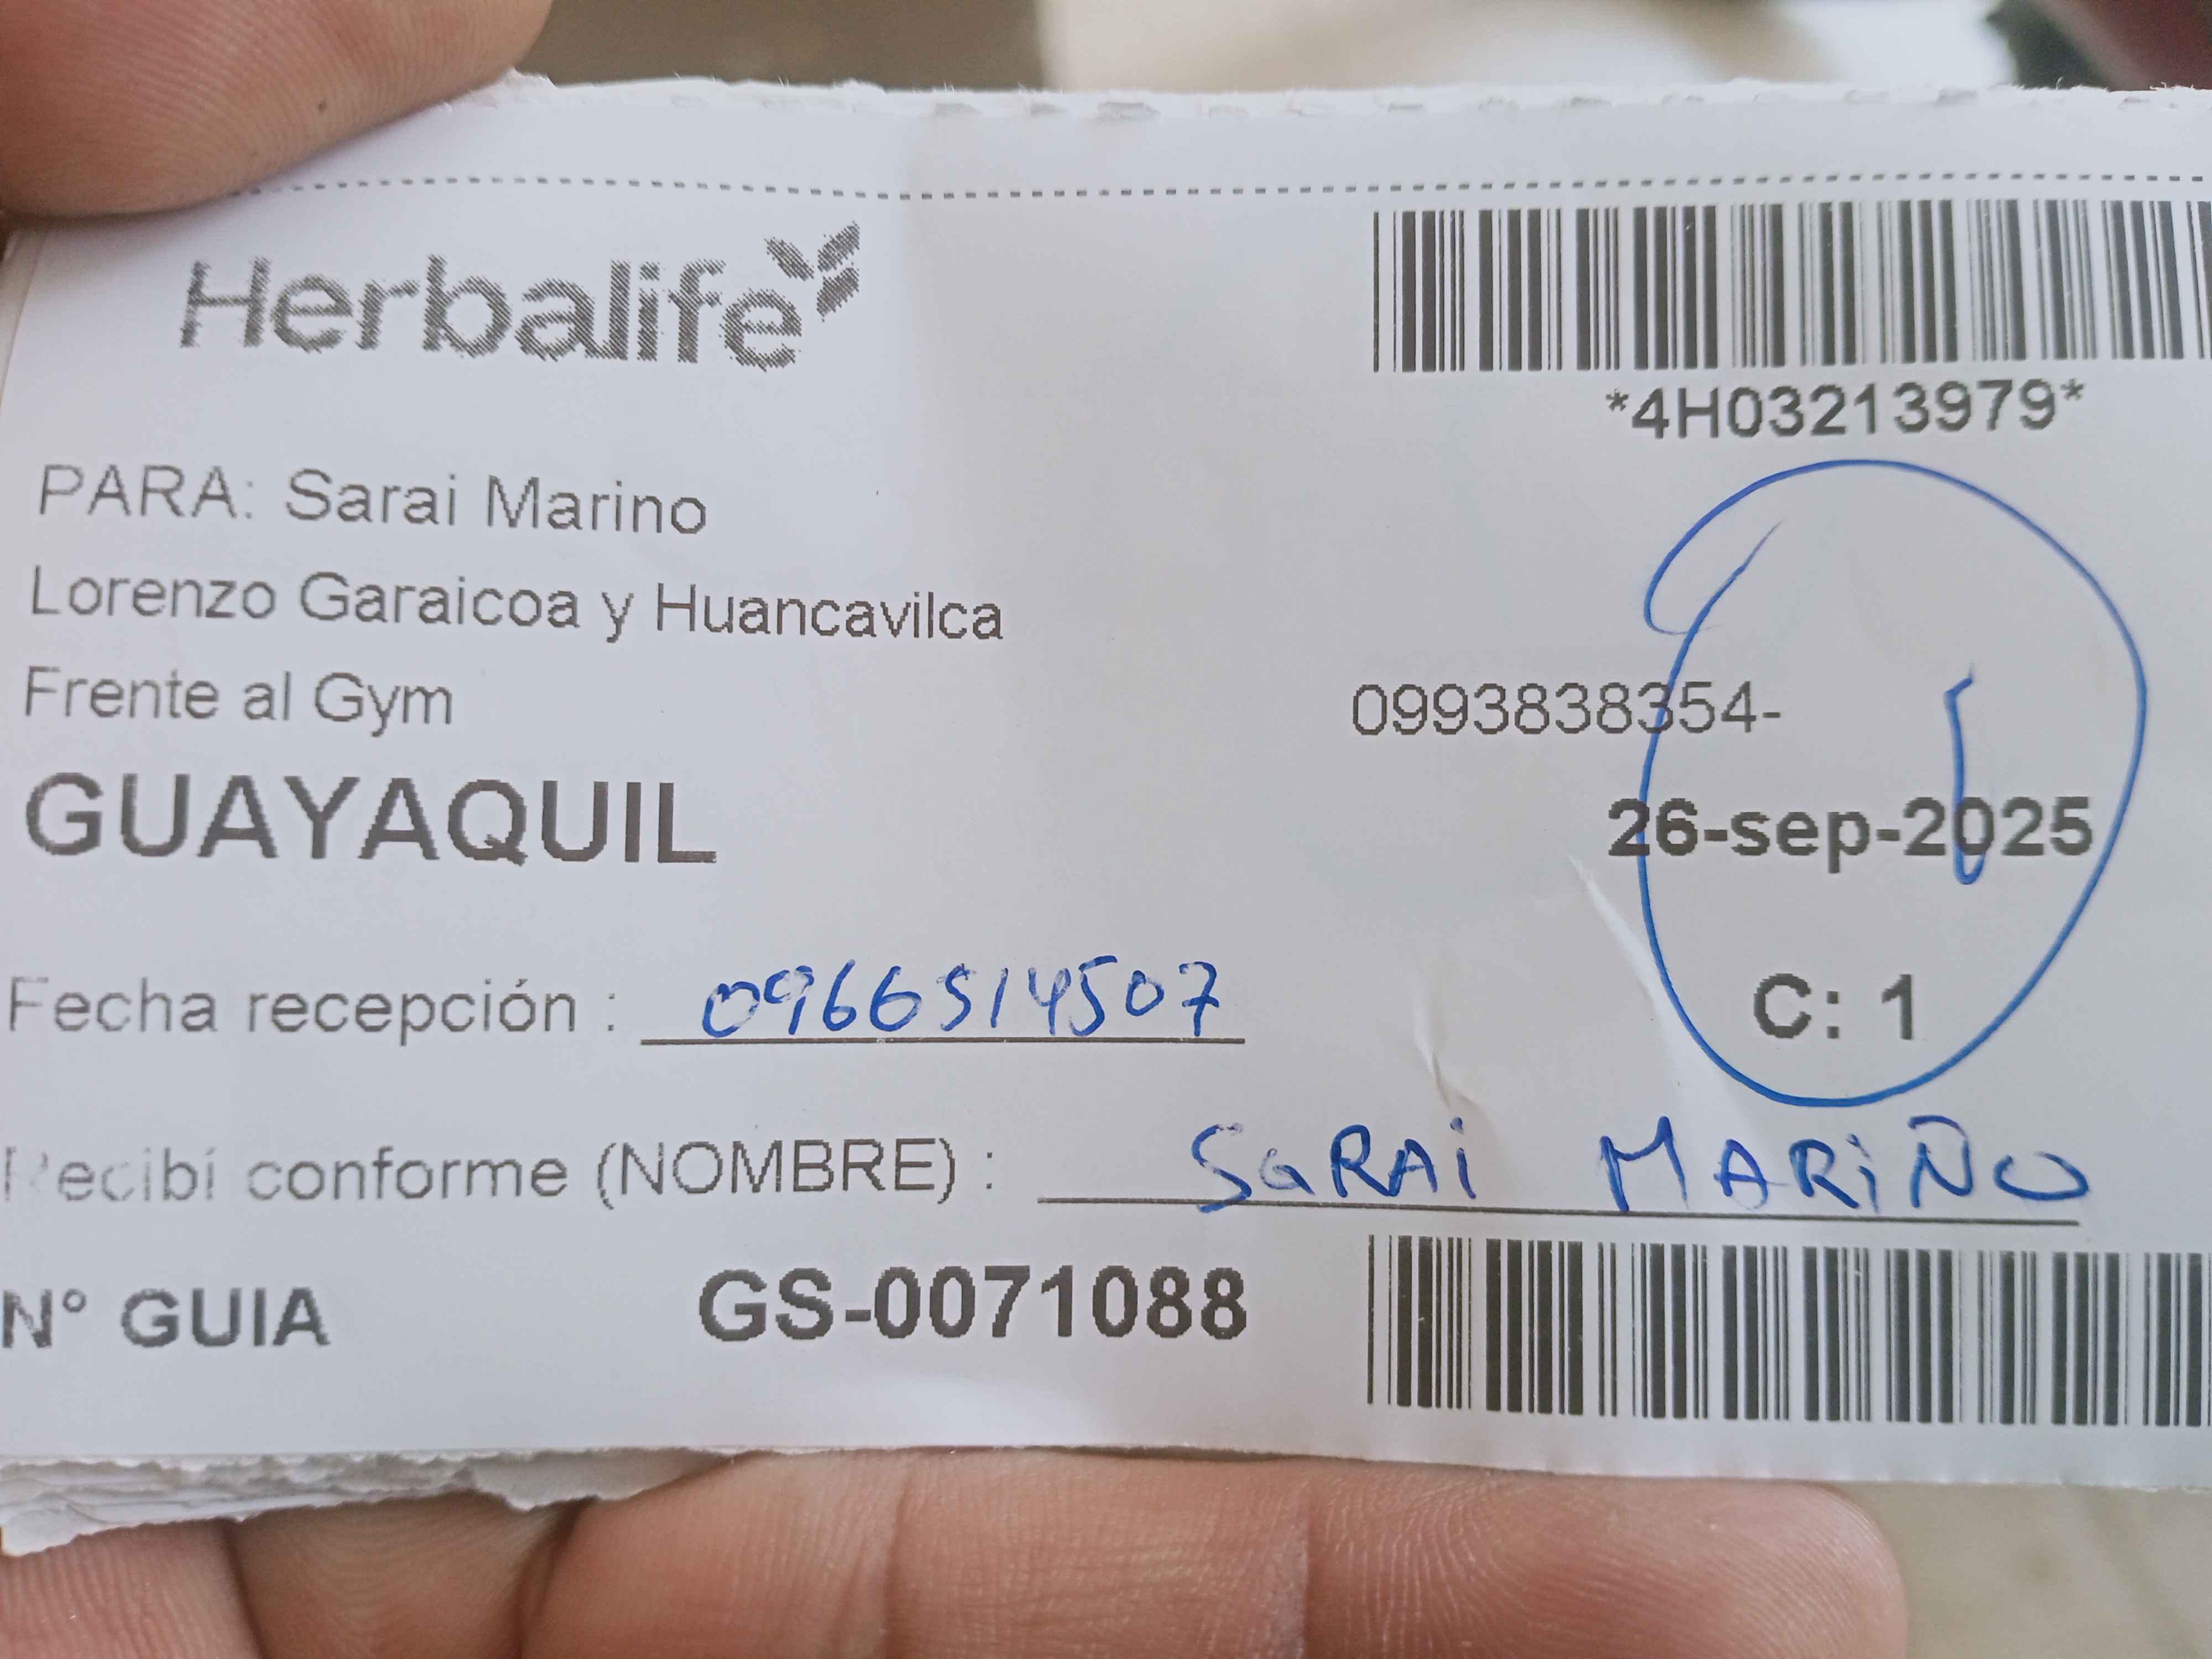 Herbalife
*4H03213979*
PARA: Sarai Marino
Lorenzo Garaicoa y Huancavilca
Frente al Gym
0993838354-
GUAYAQUIL
26-sep-2025
C: 1
Fecha recepción : 0966514507
Recibí conforme (NOMBRE) : SaRAi MARiÑO
N° GUIA GS-0071088